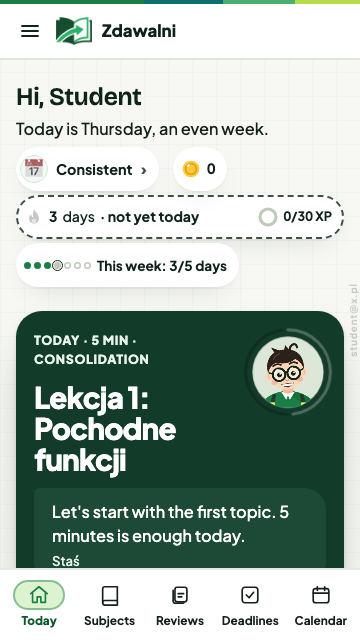 Zdawalni
Hi, Student
Today is Thursday, an even week.
17 Consistent ›
0
3 days · not yet today 0/30 XP
This week: 3/5 days
student@x.pl
TODAY · 5 MIN ·
CONSOLIDATION
Lekcja 1:
Pochodne
funkcji
Let's start with the first topic. 5
minutes is enough today.
Staś
Today Subjects Reviews Deadlines Calendar